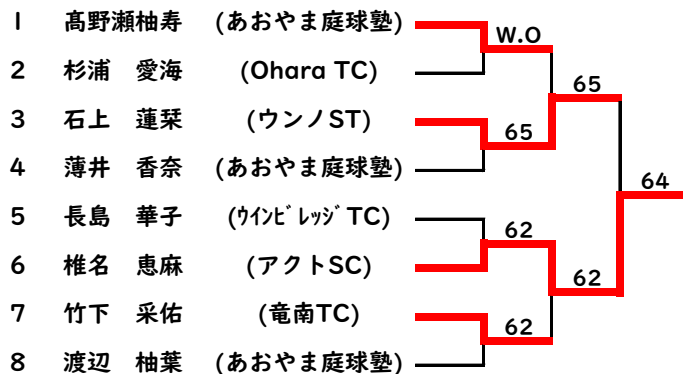 1 髙野瀬柚寿 (あおやま庭球塾)
W.O
2 杉浦 愛海 (Ohara TC)
65
3 石上 蓮栞 (ウンノST)
65
4 薄井 香奈 (あおやま庭球塾)
64
5 長島 華子 (ｳｲﾝﾋﾞﾚｯｼﾞTC)
62
6 椎名 恵麻 (アクトSC)
62
7 竹下 采佑 (竜南TC)
62
8 渡辺 柚葉 (あおやま庭球塾)